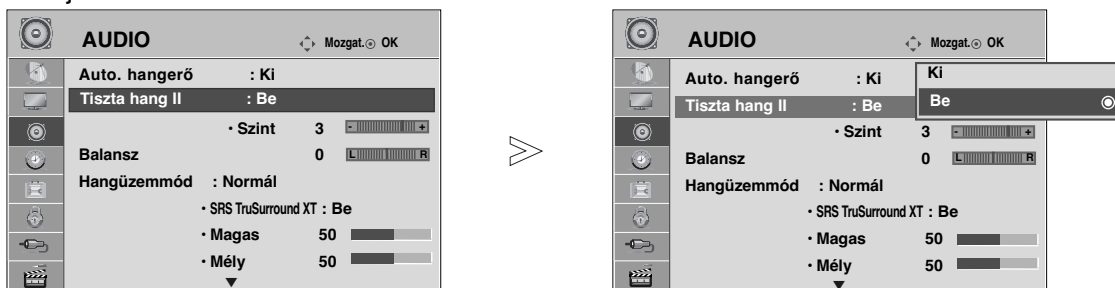 AUDIO Mozgat. OK
Auto. hangerő : Ki
Tiszta hang II : Be
• Szint 3 - +
Balansz 0 L R
Hangüzemmód : Normál
• SRS TruSurround XT : Be
• Magas 50
• Mély 50
AUDIO Mozgat. OK
Auto. hangerő : Ki
Ki
Tiszta hang II : Be
Be
• Szint 3 - +
Balansz 0 L R
Hangüzemmód : Normál
• SRS TruSurround XT : Be
• Magas 50
• Mély 50